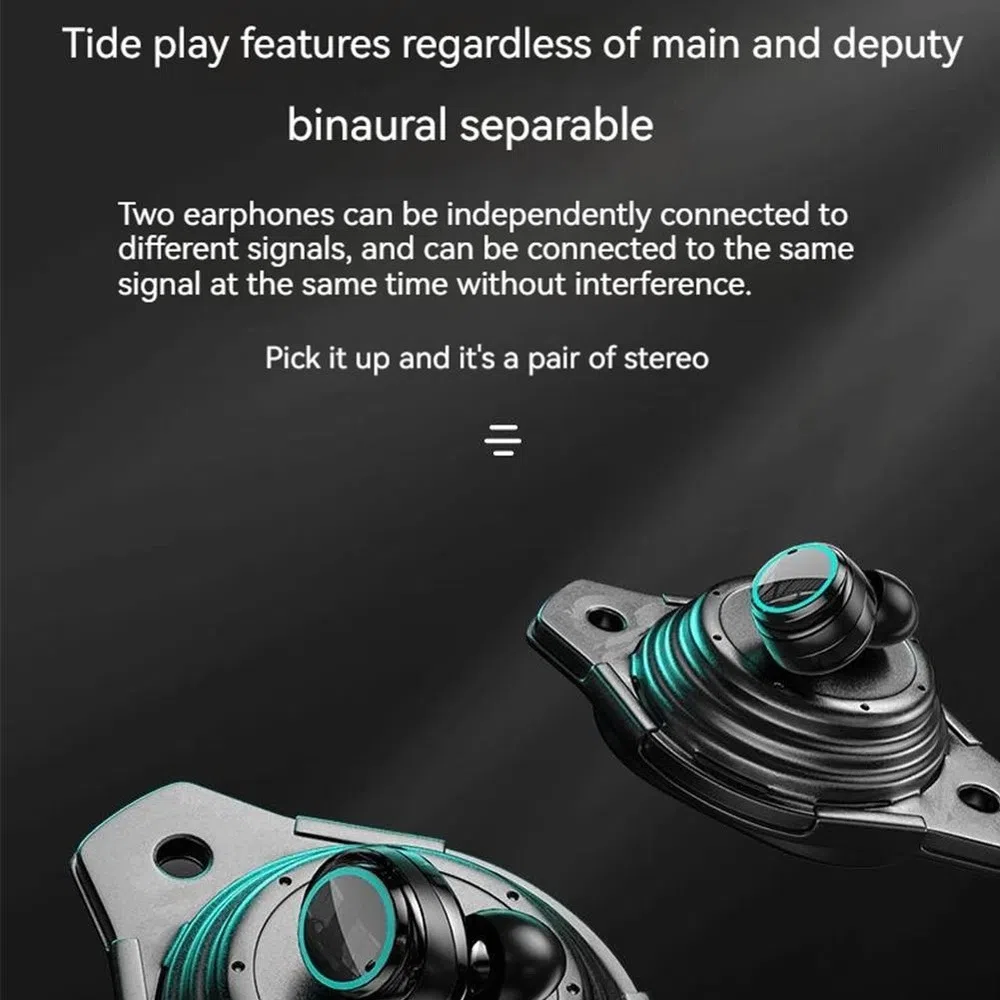 Tide play features regardless of main and deputy
binaural separable
Two earphones can be independently connected to
different signals, and can be connected to the same
signal at the same time without interference.
Pick it up and it's a pair of stereo